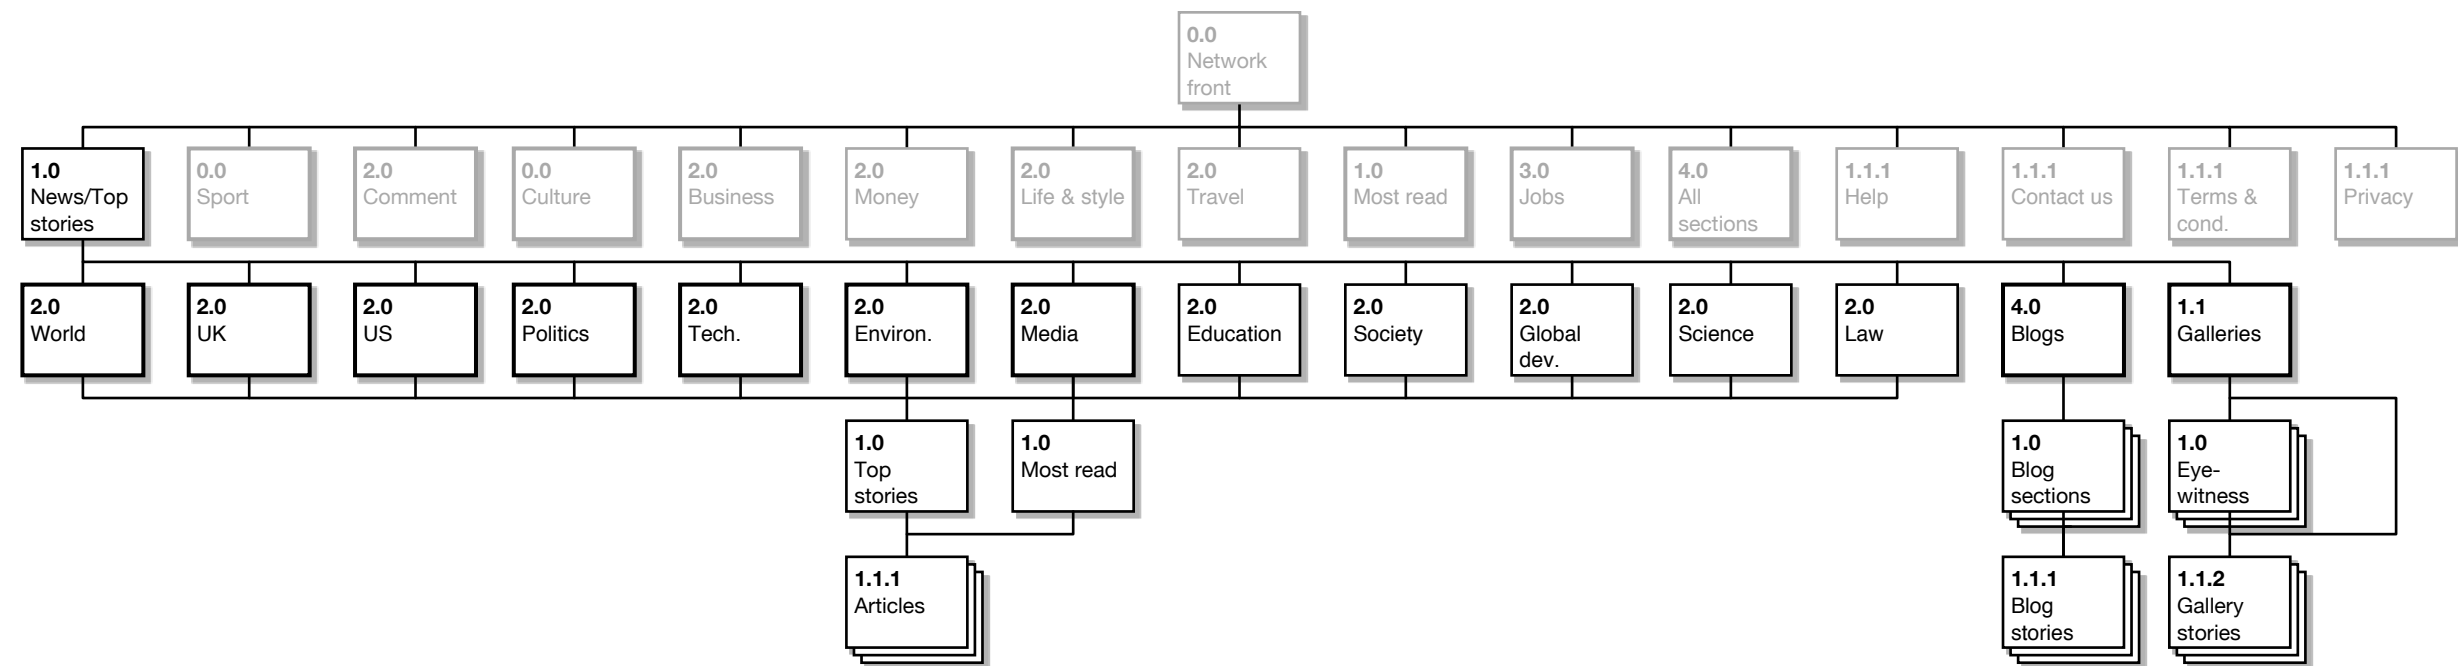 0.0
Network
front
1.0
News/Top
stories
0.0
Sport
2.0
Comment
0.0
Culture
2.0
Business
2.0
Money
2.0
Life & style
2.0
Travel
1.0
Most read
3.0
Jobs
4.0
All
sections
1.1.1
Help
1.1.1
Contact us
1.1.1
Terms &
cond.
1.1.1
Privacy
2.0
World
2.0
UK
2.0
US
2.0
Politics
2.0
Tech.
2.0
Environ.
2.0
Media
2.0
Education
2.0
Society
2.0
Global
dev.
2.0
Science
2.0
Law
4.0
Blogs
1.1
Galleries
1.0
Top
stories
1.0
Most read
1.0
Blog
sections
1.0
Eye-
witness
1.1.1
Articles
1.1.1
Blog
stories
1.1.2
Gallery
stories